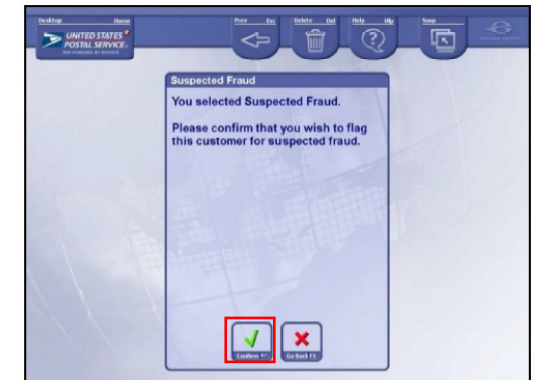 Desktop Home
Prev Esc
Delete Del
Help Hlp
Susp
UNITED STATES
POSTAL SERVICE
Suspected Fraud
You selected Suspected Fraud.
Please confirm that you wish to flag
this customer for suspected fraud.
Confirm
Go Back F1